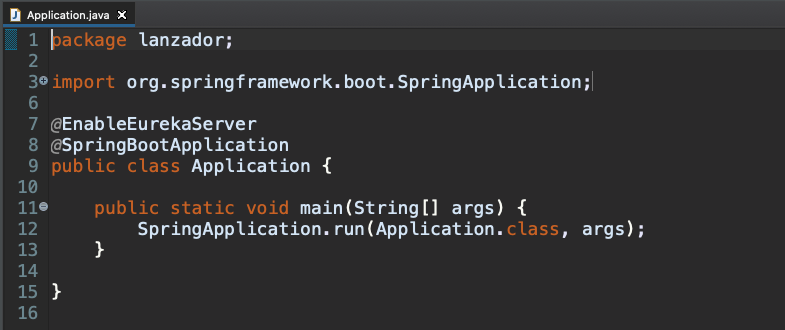 Application.java
1 package lanzador;
2
3 import org.springframework.boot.SpringApplication;
6
7 @EnableEurekaServer
8 @SpringBootApplication
9 public class Application {
10
11 public static void main(String[] args) {
12 SpringApplication.run(Application.class, args);
13 }
14
15 }
16